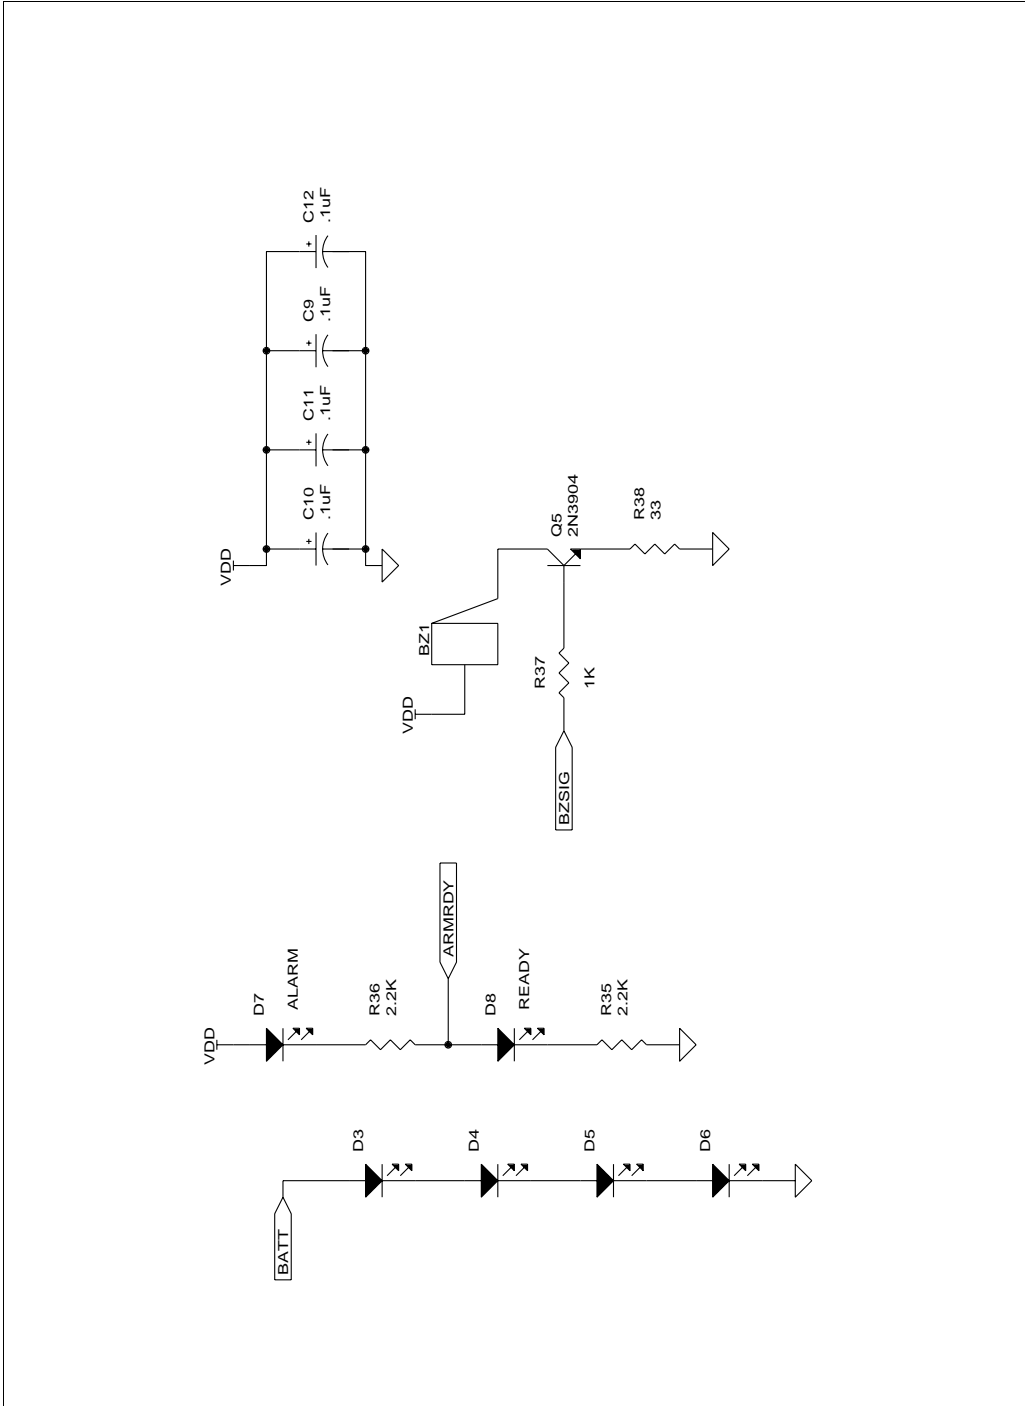 BATT
D3
D4
D5
D6
VDD
D7
ALARM
R36
2.2K
ARMRDY
D8
READY
R35
2.2K
VDD
BZ1
BZSIG
R37
1K
Q5
2N3904
R38
33
VDD
C10
.1uF
+
C11
.1uF
+
C9
.1uF
+
C12
.1uF
+